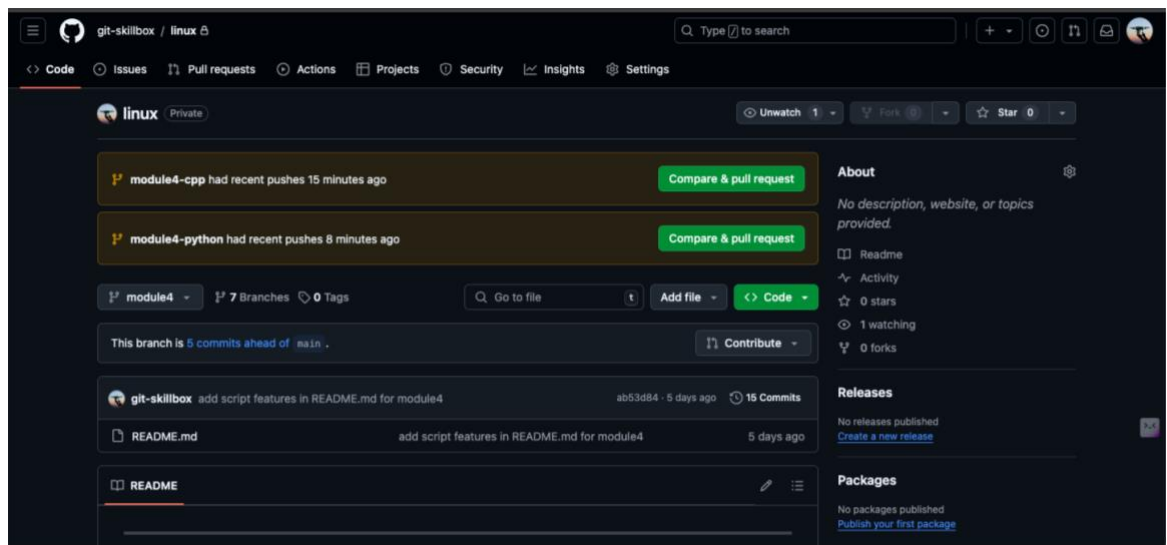 git-skillbox / linux
Type / to search
Code Issues Pull requests Actions Projects Security Insights Settings
linux Private
Unwatch 1 Fork 0 Star 0
module4-cpp had recent pushes 15 minutes ago Compare & pull request
module4-python had recent pushes 8 minutes ago Compare & pull request
module4 7 Branches 0 Tags Go to file t Add file Code
This branch is 5 commits ahead of main . Contribute
git-skillbox add script features in README.md for module4 ab53d84 · 5 days ago 15 Commits
README.md add script features in README.md for module4 5 days ago
README
About
No description, website, or topics
provided.
Readme
Activity
0 stars
1 watching
0 forks
Releases
No releases published
Create a new release
Packages
No packages published
Publish your first package